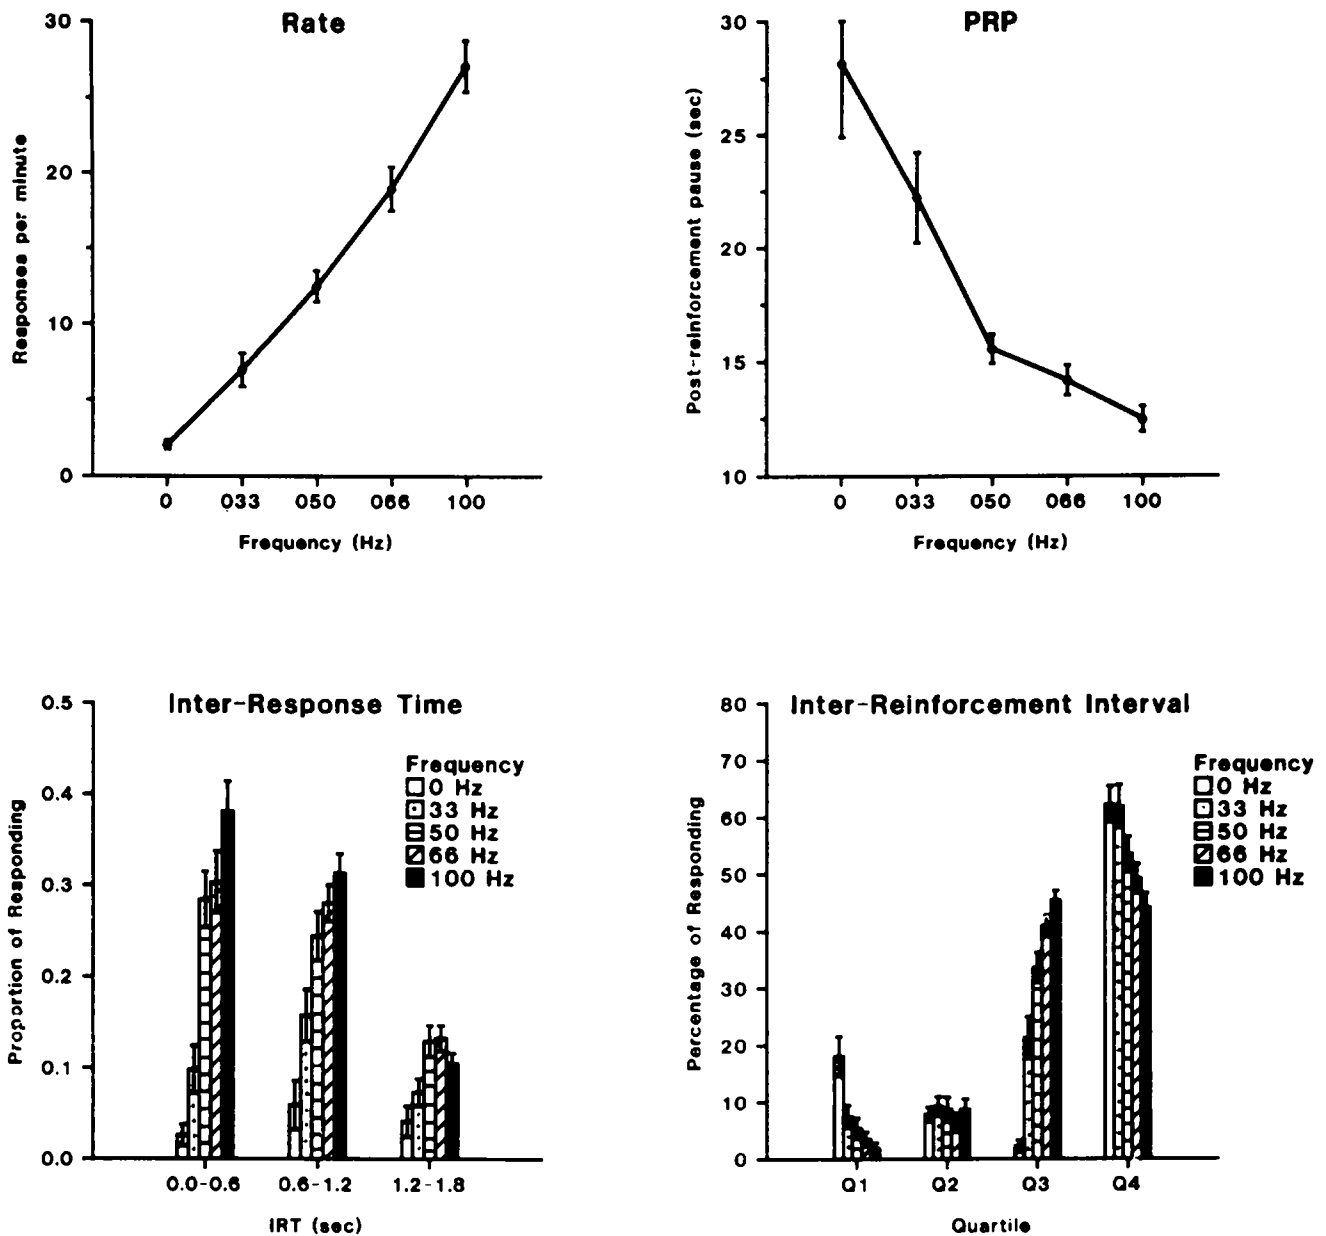 Rate
30
20
10
0
Responses per minute
0 033 050 066 100
Frequency (Hz)
PRP
30
25
20
15
10
Post-reinforcement pause (sec)
0 033 050 066 100
Frequency (Hz)
Inter-Response Time
0.5
0.4
0.3
0.2
0.1
0.0
Proportion of Responding
Frequency
0 Hz
33 Hz
50 Hz
66 Hz
100 Hz
0.0-0.6 0.6-1.2 1.2-1.8
IRT (sec)
Inter-Reinforcement Interval
80
70
60
50
40
30
20
10
0
Percentage of Responding
Frequency
0 Hz
33 Hz
50 Hz
66 Hz
100 Hz
Q1 Q2 Q3 Q4
Quartile